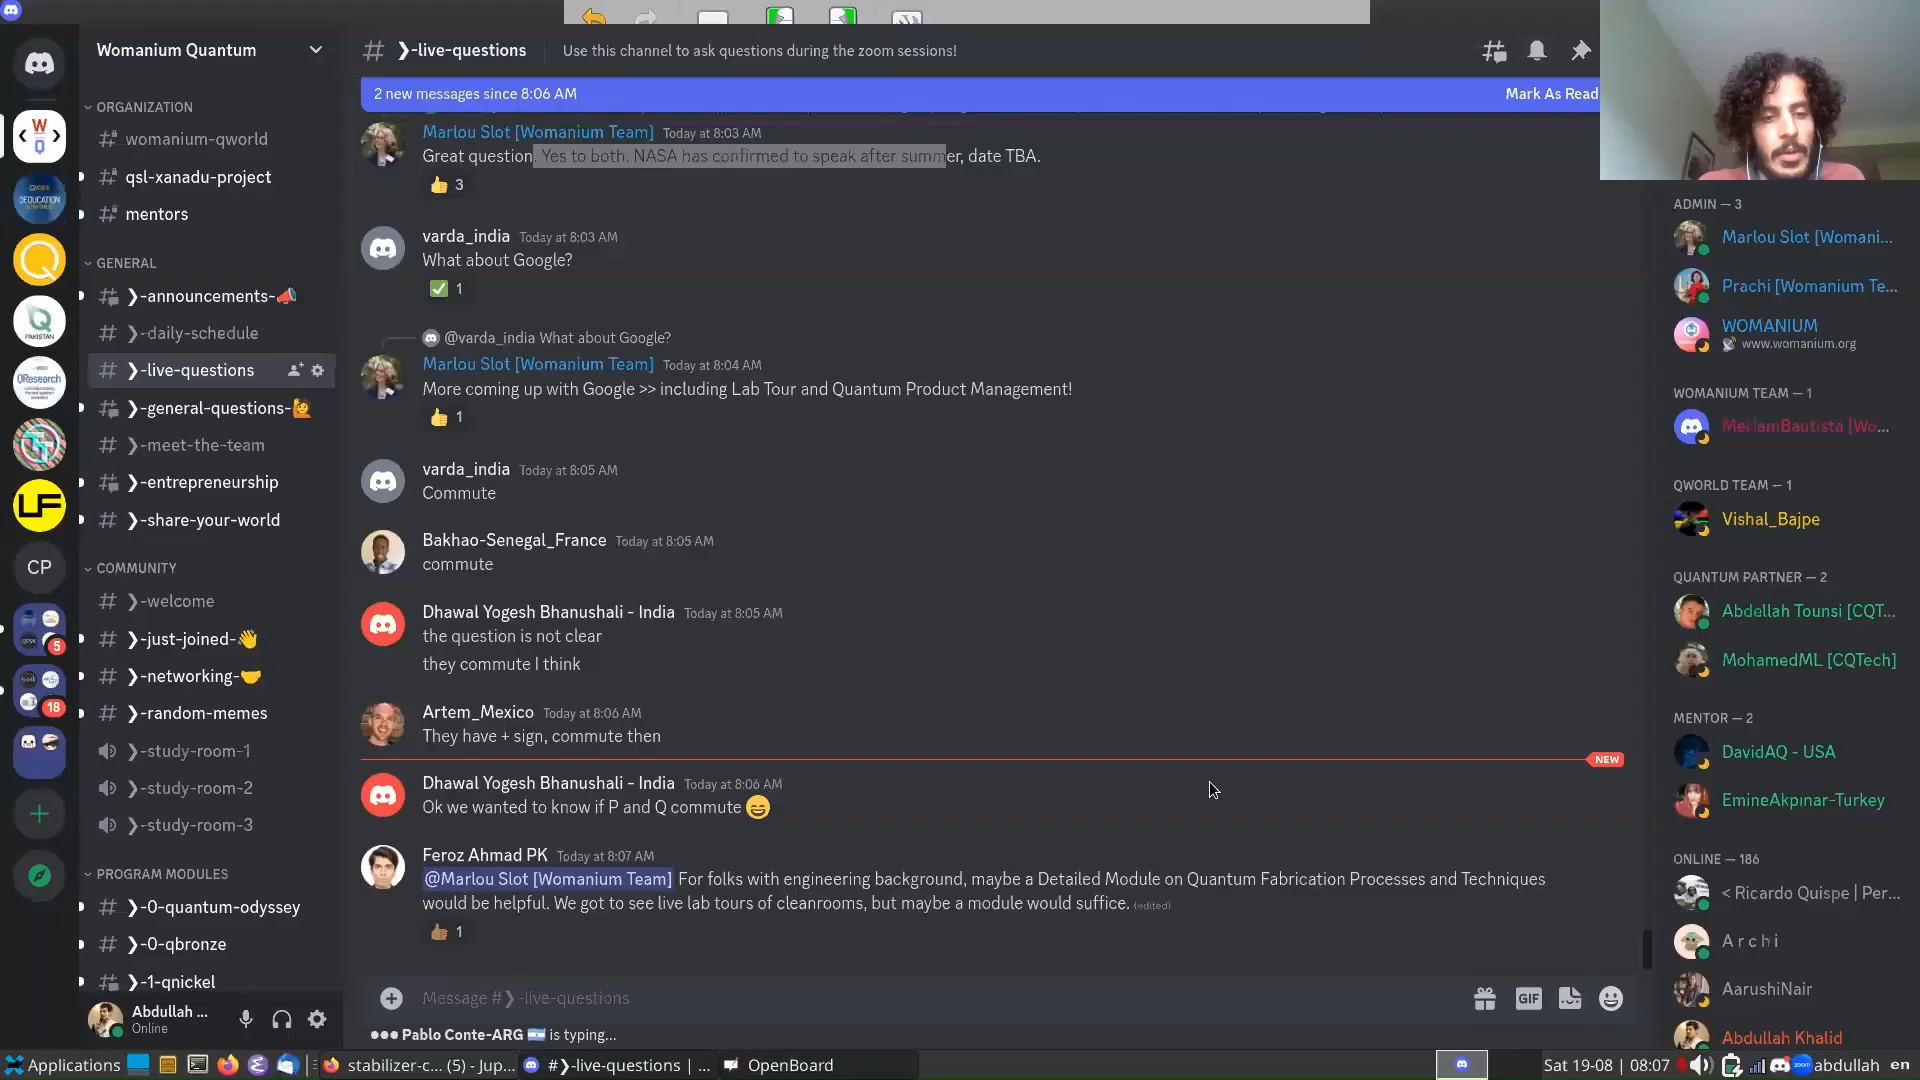 Womanium Quantum
❯-live-questions
Use this channel to ask questions during the zoom sessions!
2 new messages since 8:06 AM
Mark As Read
ORGANIZATION
womanium-qworld
qsl-xanadu-project
mentors
GENERAL
❯-announcements-📣
❯-daily-schedule
❯-live-questions
❯-general-questions-🙋
❯-meet-the-team
❯-entrepreneurship
❯-share-your-world
COMMUNITY
❯-welcome
❯-just-joined-👋
❯-networking-🤝
❯-random-memes
❯-study-room-1
❯-study-room-2
❯-study-room-3
PROGRAM MODULES
❯-0-quantum-odyssey
❯-0-qbronze
❯-1-qnickel
Abdullah ...
Online
W
Q
QResearch
PAKISTAN
LF
CP
5
18
Marlou Slot [Womanium Team] Today at 8:03 AM
Great question. Yes to both. NASA has confirmed to speak after summer, date TBA.
👍 3
varda_india Today at 8:03 AM
What about Google?
✅ 1
@varda_india What about Google?
Marlou Slot [Womanium Team] Today at 8:04 AM
More coming up with Google >> including Lab Tour and Quantum Product Management!
👍 1
varda_india Today at 8:05 AM
Commute
Bakhao-Senegal_France Today at 8:05 AM
commute
Dhawal Yogesh Bhanushali - India Today at 8:05 AM
the question is not clear
they commute I think
Artem_Mexico Today at 8:06 AM
They have + sign, commute then
NEW
Dhawal Yogesh Bhanushali - India Today at 8:06 AM
Ok we wanted to know if P and Q commute 😄
Feroz Ahmad PK Today at 8:07 AM
@Marlou Slot [Womanium Team] For folks with engineering background, maybe a Detailed Module on Quantum Fabrication Processes and Techniques
would be helpful. We got to see live lab tours of cleanrooms, but maybe a module would suffice. (edited)
👍🏾 1
Message #❯-live-questions
GIF
Pablo Conte-ARG 🇦🇷 is typing...
ADMIN — 3
Marlou Slot [Womani...
Prachi [Womanium Te...
WOMANIUM
www.womanium.org
WOMANIUM TEAM — 1
MeriamBautista [Wo...
QWORLD TEAM — 1
Vishal_Bajpe
QUANTUM PARTNER — 2
Abdellah Tounsi [CQT...
MohamedML [CQTech]
MENTOR — 2
DavidAQ - USA
EmineAkpınar-Turkey
ONLINE — 186
< Ricardo Quispe | Per...
A r c h i
AarushiNair
Abdullah Khalid
Applications
stabilizer-c... (5) - Jup...
#❯-live-questions | ...
OpenBoard
Sat 19-08 | 08:07
zoom
abdullah
en